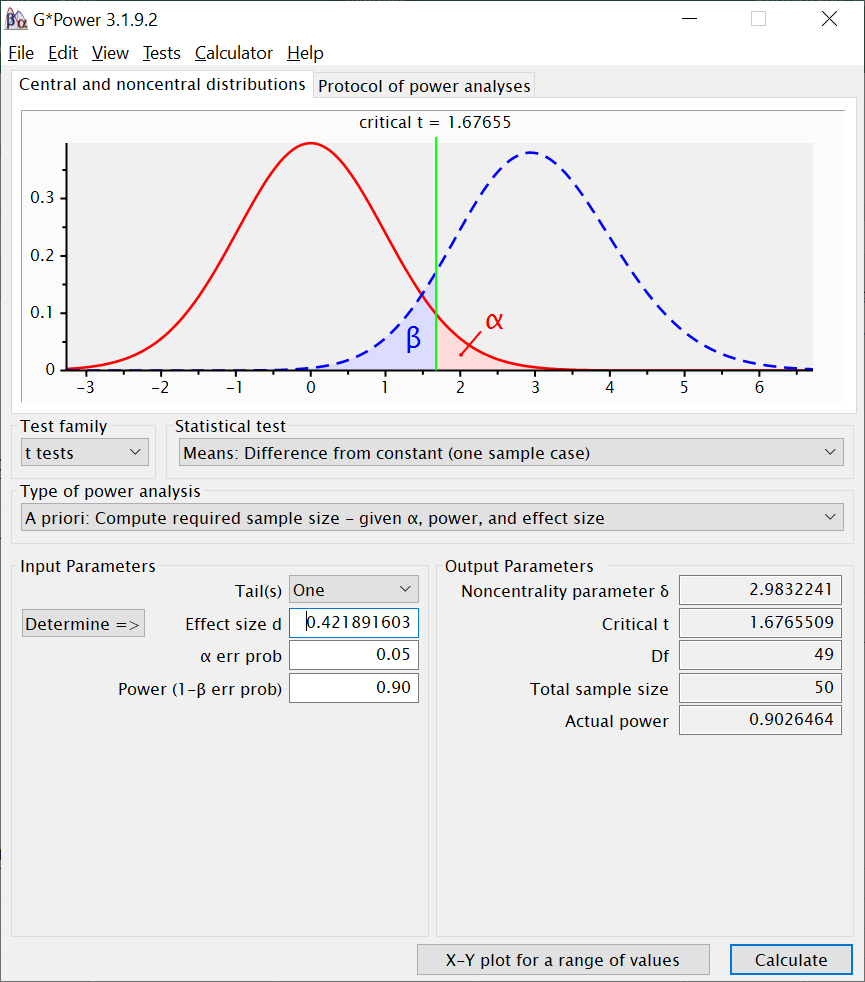 G*Power 3.1.9.2
File Edit View Tests Calculator Help
Central and noncentral distributions Protocol of power analyses
critical t = 1.67655
0.3
0.2
0.1
0
β
α
−3 −2 −1 0 1 2 3 4 5 6
Test family Statistical test
t tests Means: Difference from constant (one sample case)
Type of power analysis
A priori: Compute required sample size – given α, power, and effect size
Input Parameters Output Parameters
Tail(s) One Noncentrality parameter δ 2.9832241
Determine => Effect size d 0.421891603 Critical t 1.6765509
α err prob 0.05 Df 49
Power (1−β err prob) 0.90 Total sample size 50
Actual power 0.9026464
X−Y plot for a range of values Calculate